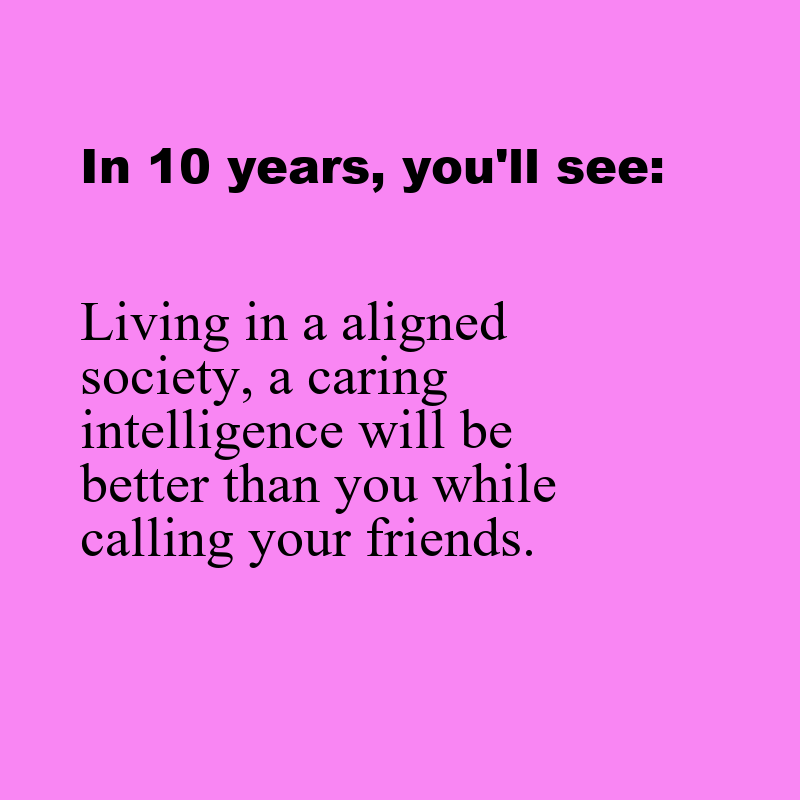 In 10 years, you'll see:
Living in a aligned
society, a caring
intelligence will be
better than you while
calling your friends.